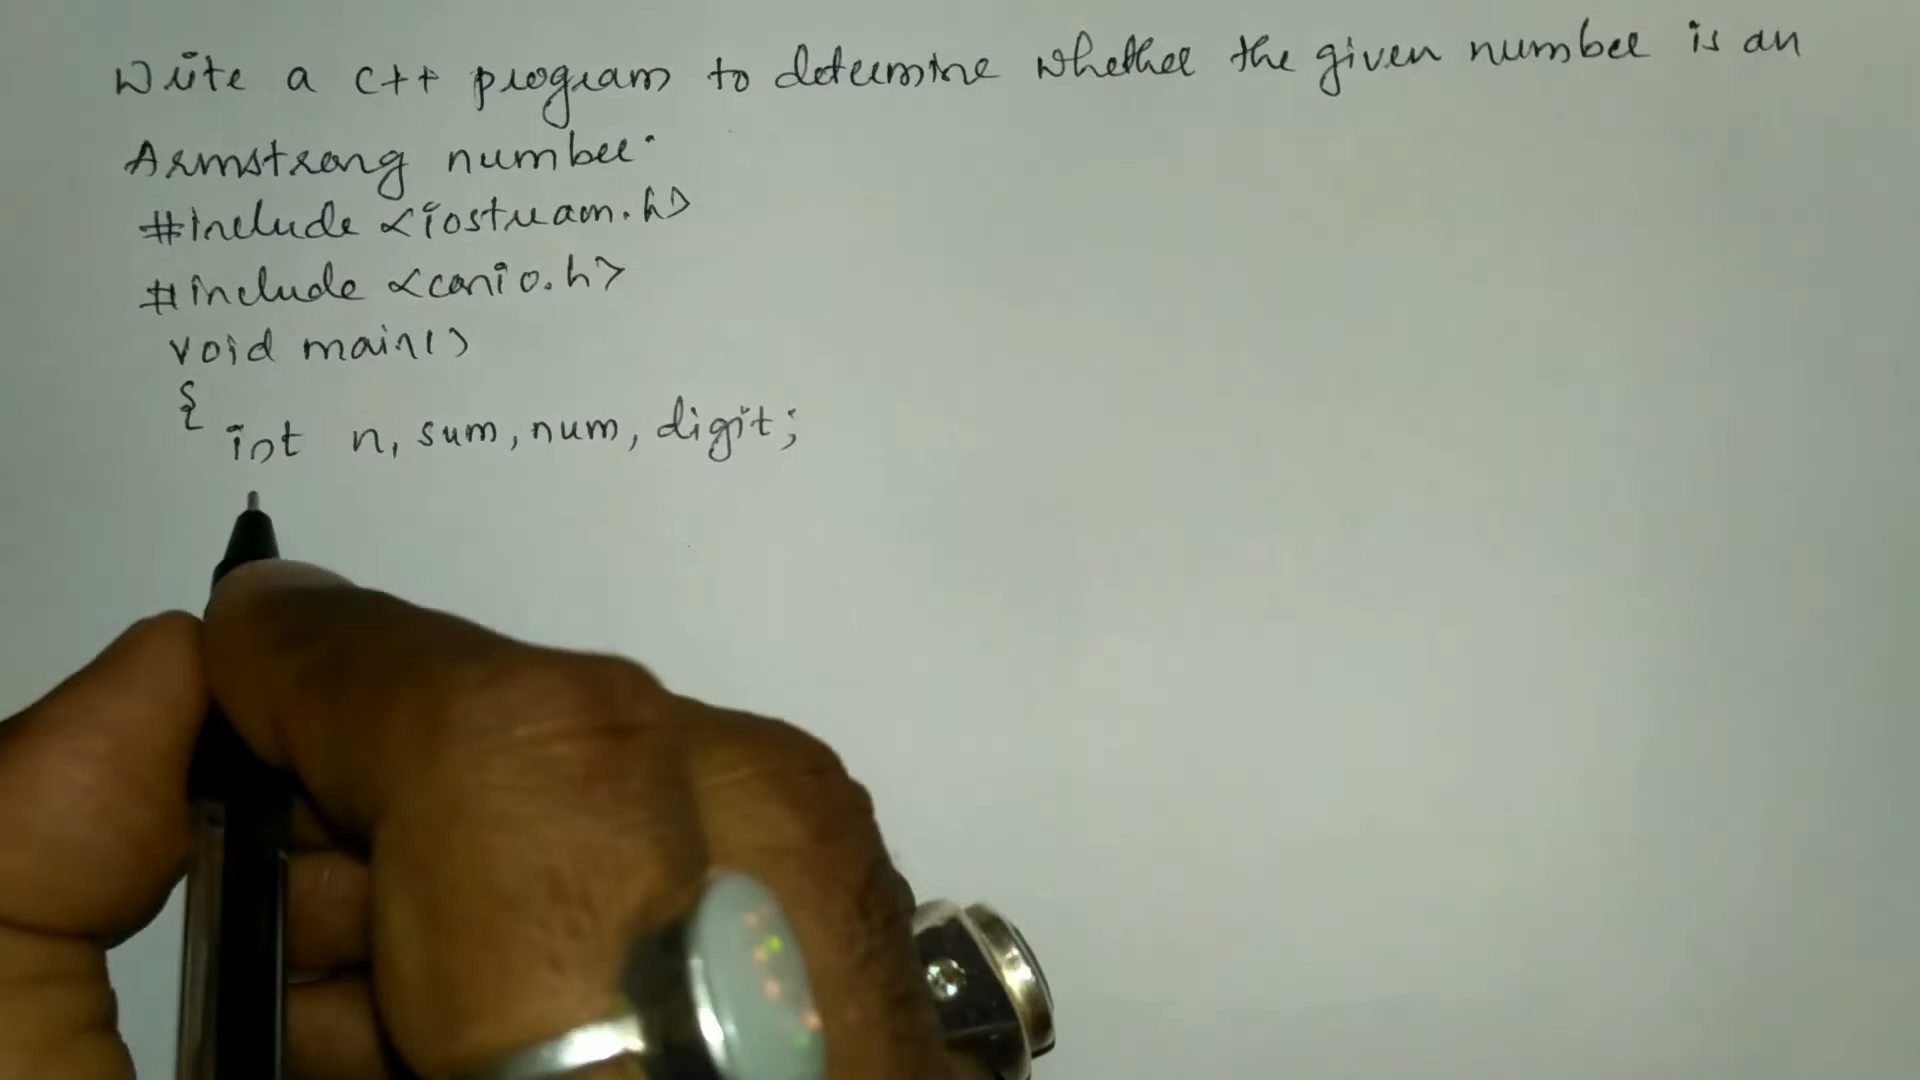 Write a C++ program to determine whether the given number is an
Armstrong number.
#include <iostream.h>
#include <conio.h>
void main()
{
int n, sum, num, digit;